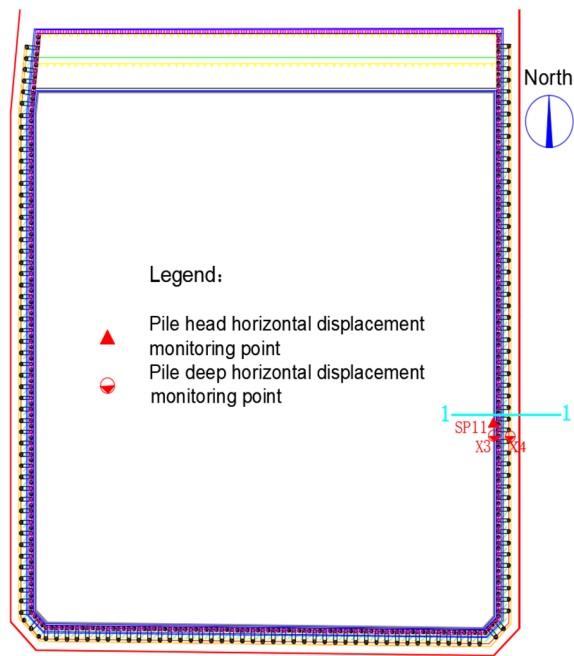 North
Legend:
Pile head horizontal displacement
monitoring point
Pile deep horizontal displacement
monitoring point
1 1
SP11
X3 X4